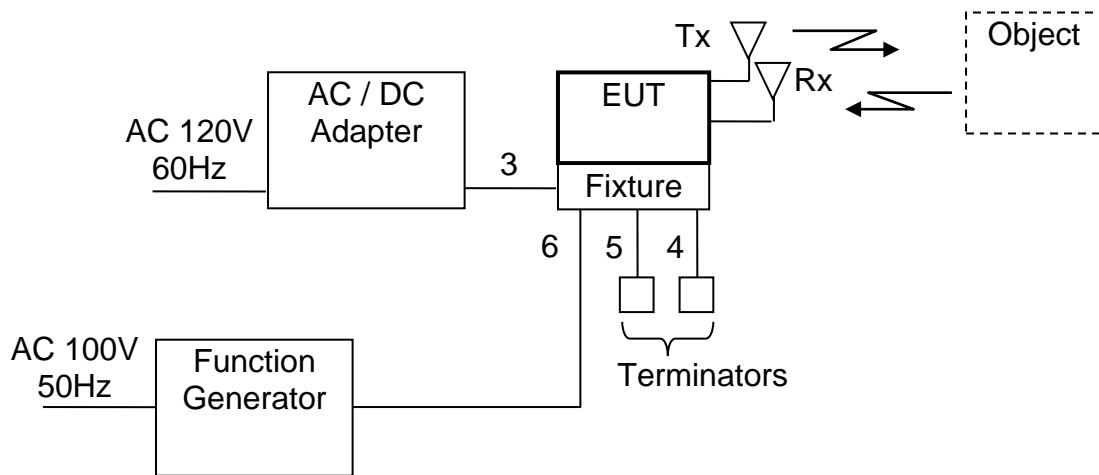 Tx
Object
Rx
AC / DC
Adapter
EUT
AC 120V
60Hz
3
Fixture
6
5
4
Terminators
AC 100V
50Hz
Function
Generator